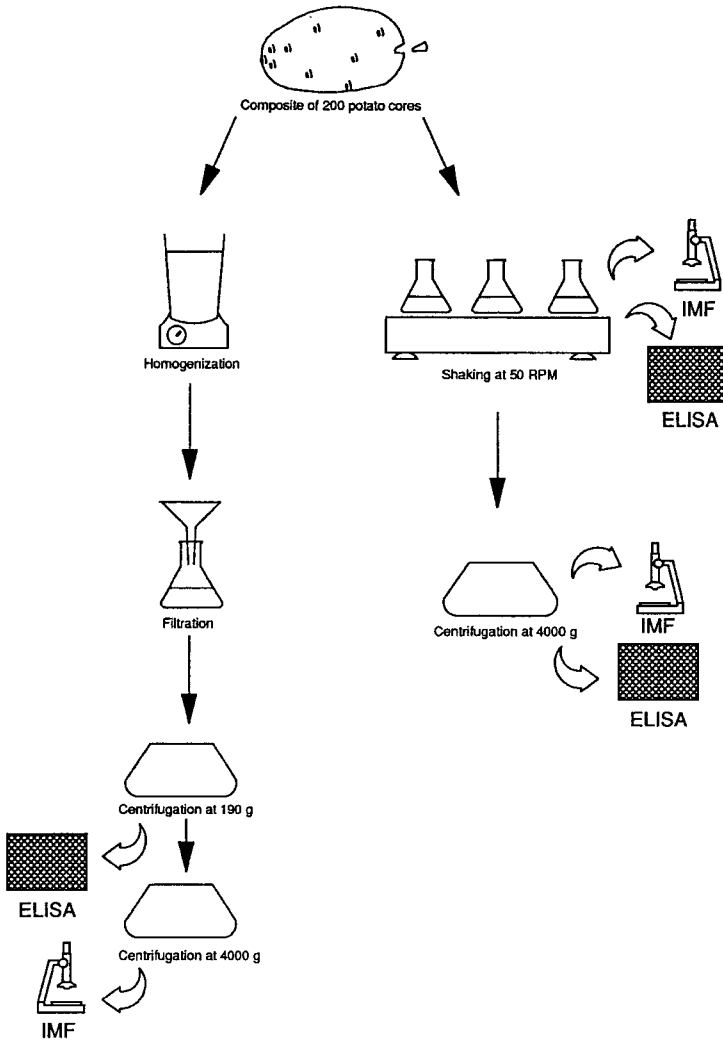 Composite of 200 potato cores
Homogenization
Shaking at 50 RPM
IMF
ELISA
Filtration
Centrifugation at 4000 g
IMF
ELISA
Centrifugation at 190 g
ELISA
Centrifugation at 4000 g
IMF